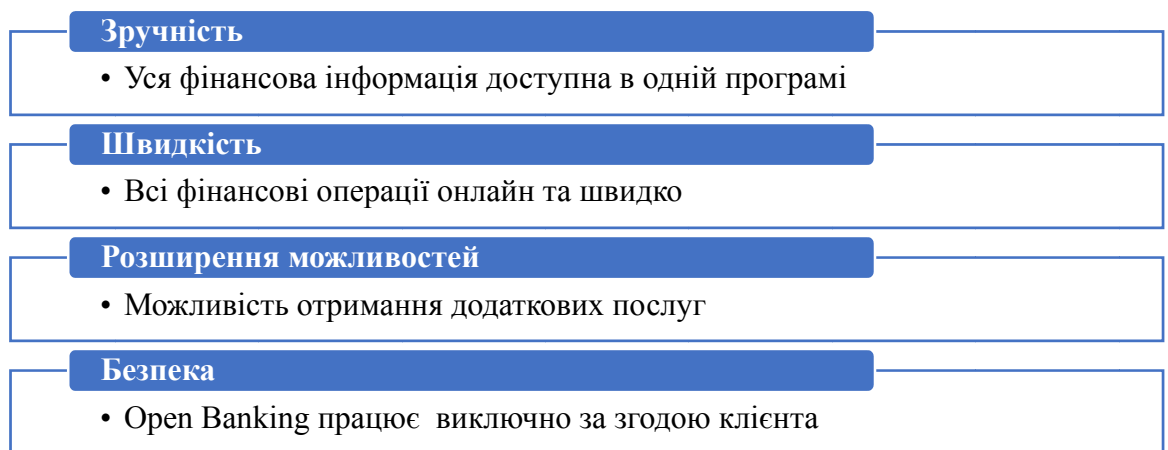 Зручність
• Уся фінансова інформація доступна в одній програмі
Швидкість
• Всі фінансові операції онлайн та швидко
Розширення можливостей
• Можливість отримання додаткових послуг
Безпека
• Open Banking працює  виключно за згодою клієнта